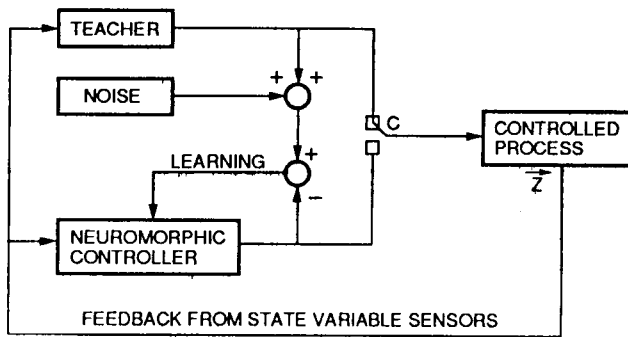 TEACHER
+ +
NOISE
C
CONTROLLED
PROCESS
+
LEARNING
Z
−
NEUROMORPHIC
CONTROLLER
FEEDBACK FROM STATE VARIABLE SENSORS